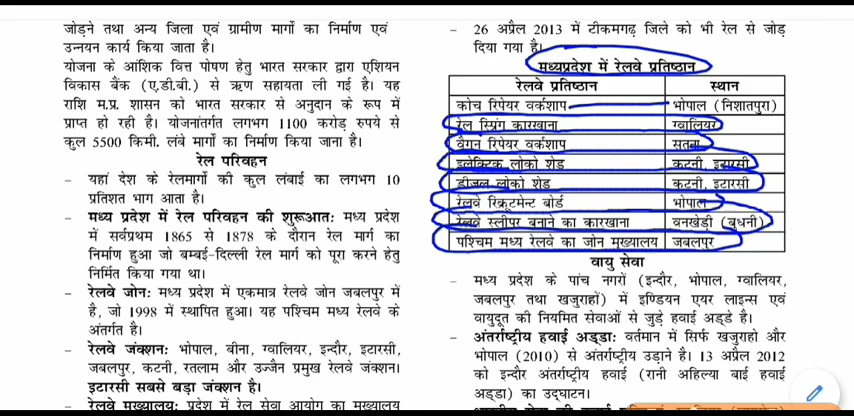 जोड़ने तथा अन्य जिला एवं ग्रामीण मार्गों का निर्माण एवं
उन्नयन कार्य किया जाता है।
योजना के आंशिक वित्त पोषण हेतु भारत सरकार द्वारा एशियन
विकास बैंक (ए.डी.बी.) से ऋण सहायता ली गई है। यह
राशि म.प्र. शासन को भारत सरकार से अनुदान के रूप में
प्राप्त हो रही है। योजनांतर्गत लगभग 1100 करोड़ रुपये से
कुल 5500 किमी. लंबे मार्गों का निर्माण किया जाना है।
रेल परिवहन
– यहां देश के रेलमार्गों की कुल लंबाई का लगभग 10
प्रतिशत भाग आता है।
– मध्य प्रदेश में रेल परिवहन की शुरूआतः मध्य प्रदेश
में सर्वप्रथम 1865 से 1878 के दौरान रेल मार्ग का
निर्माण हुआ जो बम्बई-दिल्ली रेल मार्ग को पूरा करने हेतु
निर्मित किया गया था।
– रेलवे जोनः मध्य प्रदेश में एकमात्र रेलवे जोन जबलपुर में
है, जो 1998 में स्थापित हुआ। यह पश्चिम मध्य रेलवे के
अंतर्गत है।
– रेलवे जंक्शनः भोपाल, बीना, ग्वालियर, इन्दौर, इटारसी,
जबलपुर, कटनी, रतलाम और उज्जैन प्रमुख रेलवे जंक्शन।
इटारसी सबसे बड़ा जंक्शन है।
– रेलवे मुख्यालयः प्रदेश में रेल सेवा आयोग का मुख्यालय
– 26 अप्रैल 2013 में टीकमगढ़ जिले को भी रेल से जोड़
दिया गया है।
मध्यप्रदेश में रेलवे प्रतिष्ठान
रेलवे प्रतिष्ठान स्थान
कोच रिपेयर वर्कशाप भोपाल (निशातपुरा)
रेल स्प्रिंग कारखाना ग्वालियर
वैगन रिपेयर वर्कशाप सतना
इलेक्ट्रिक लोको शेड कटनी, इटारसी
डीजल लोको शेड कटनी, इटारसी
रेलवे रिक्रूटमेन्ट बोर्ड भोपाल
रेलवे स्लीपर बनाने का कारखाना वनखेड़ी (बुधनी)
पश्चिम मध्य रेलवे का जोन मुख्यालय जबलपुर
वायु सेवा
– मध्य प्रदेश के पांच नगरों (इन्दौर, भोपाल, ग्वालियर,
जबलपुर तथा खजुराहों) में इण्डियन एयर लाइन्स एवं
वायुदूत की नियमित सेवाओं से जुड़े हवाई अड्डे है।
– अंतर्राष्ट्रीय हवाई अड्डाः वर्तमान में सिर्फ खजुराहो और
भोपाल (2010) से अंतर्राष्ट्रीय उड़ाने है। 13 अप्रैल 2012
को इन्दौर अंतर्राष्ट्रीय हवाई (रानी अहिल्या बाई हवाई
अड्डा) का उद्घाटन।